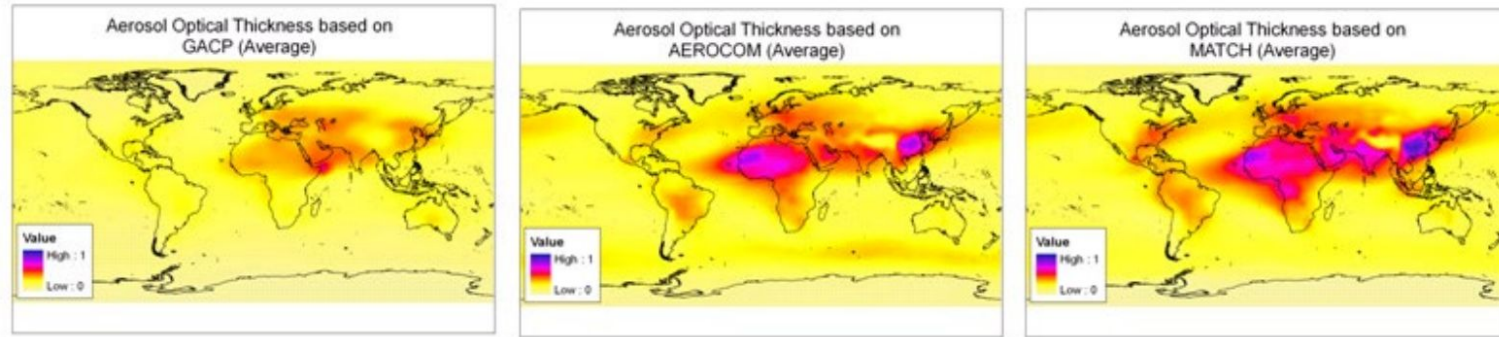 Aerosol Optical Thickness based on
GACP (Average)
Value
High : 1
Low : 0
Aerosol Optical Thickness based on
AEROCOM (Average)
Value
High : 1
Low : 0
Aerosol Optical Thickness based on
MATCH (Average)
Value
High : 1
Low : 0